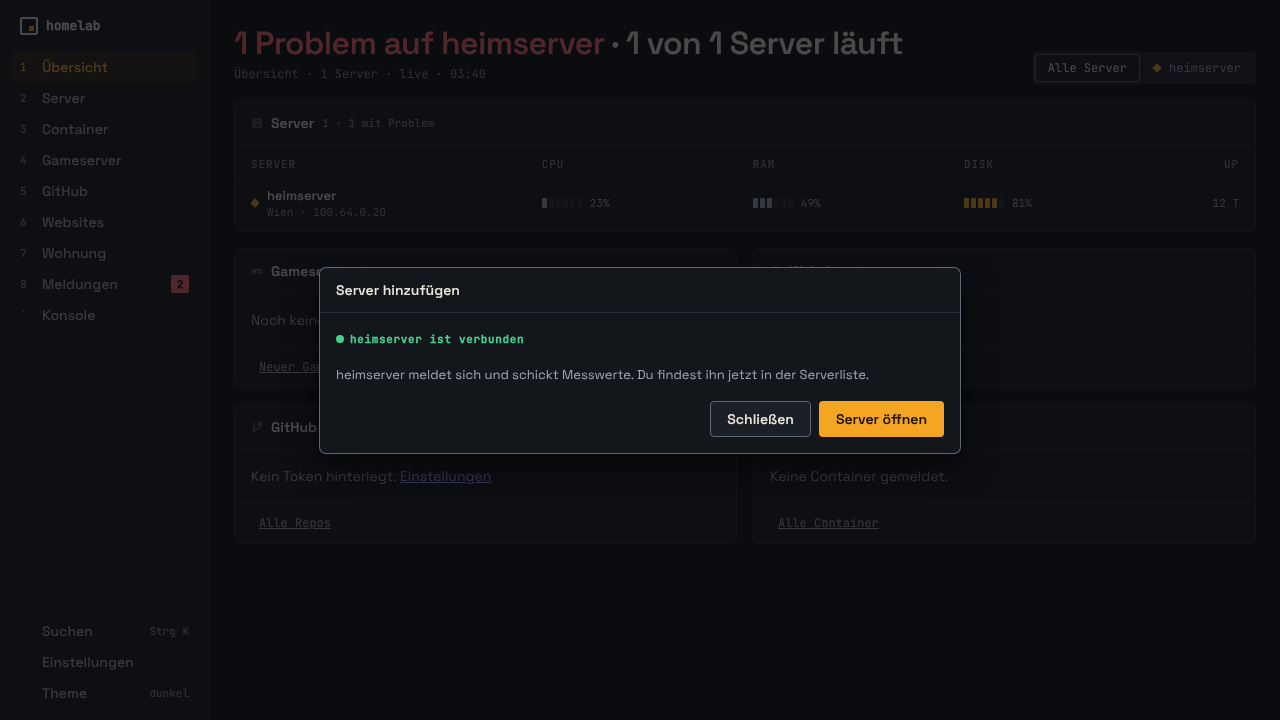 homelab
1 Übersicht
2 Server
3 Container
4 Gameserver
5 GitHub
6 Websites
7 Wohnung
8 Meldungen 2
` Konsole
Suchen Strg K
Einstellungen
Theme dunkel
1 Problem auf heimserver · 1 von 1 Server läuft
Übersicht · 1 Server · live · 03:40
Alle Server heimserver
Server 1 · 1 mit Problem
SERVER CPU RAM DISK UP
heimserver 23% 49% 81% 12 T
Wien · 100.64.0.20
Noch
Server hinzufügen
heimserver ist verbunden
heimserver meldet sich und schickt Messwerte. Du findest ihn jetzt in der Serverliste.
Schließen Server öffnen
Neuer
GitHub
Kein Token hinterlegt. Einstellungen
Keine Container gemeldet.
Alle Repos
Alle Container